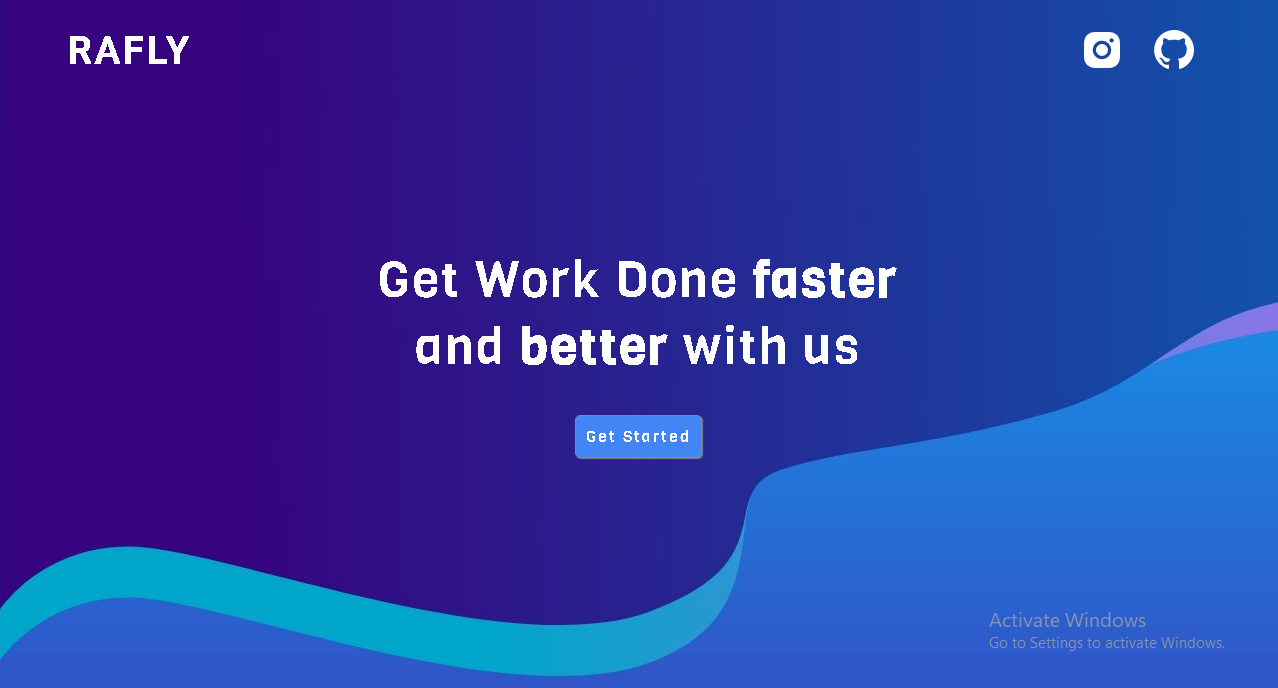 RAFLY
Get Work Done faster
and better with us
Get Started
Activate Windows
Go to Settings to activate Windows.